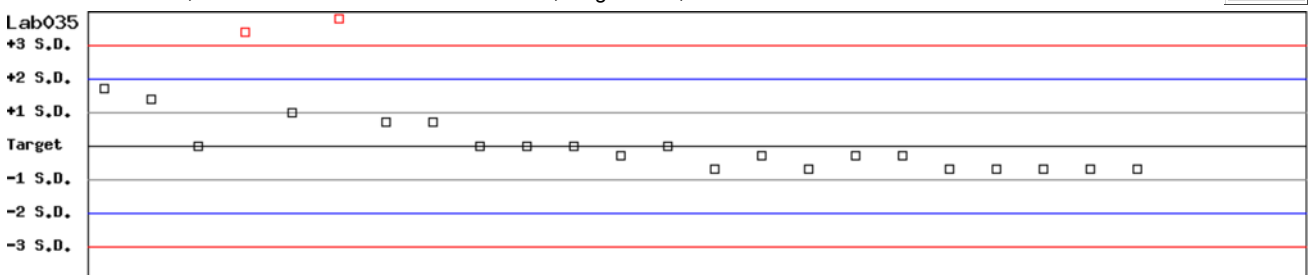 Lab035
+3 S.D.
+2 S.D.
+1 S.D.
Target
-1 S.D.
-2 S.D.
-3 S.D.